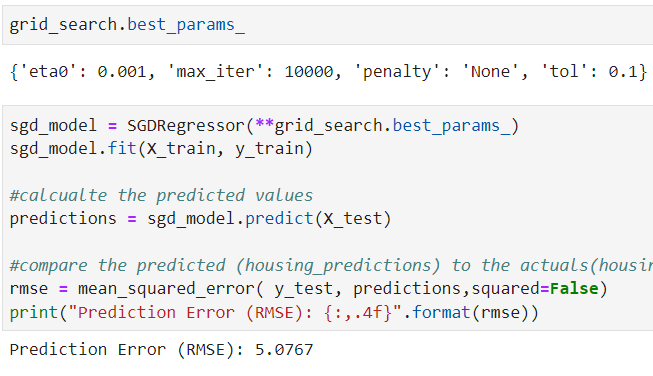 grid_search.best_params_
{'eta0': 0.001, 'max_iter': 10000, 'penalty': 'None', 'tol': 0.1}
sgd_model = SGDRegressor(**grid_search.best_params_)
sgd_model.fit(X_train, y_train)
#calcualte the predicted values
predictions = sgd_model.predict(X_test)
#compare the predicted (housing_predictions) to the actuals(housin
rmse = mean_squared_error( y_test, predictions,squared=False)
print("Prediction Error (RMSE): {:,.4f}".format(rmse))
Prediction Error (RMSE): 5.0767